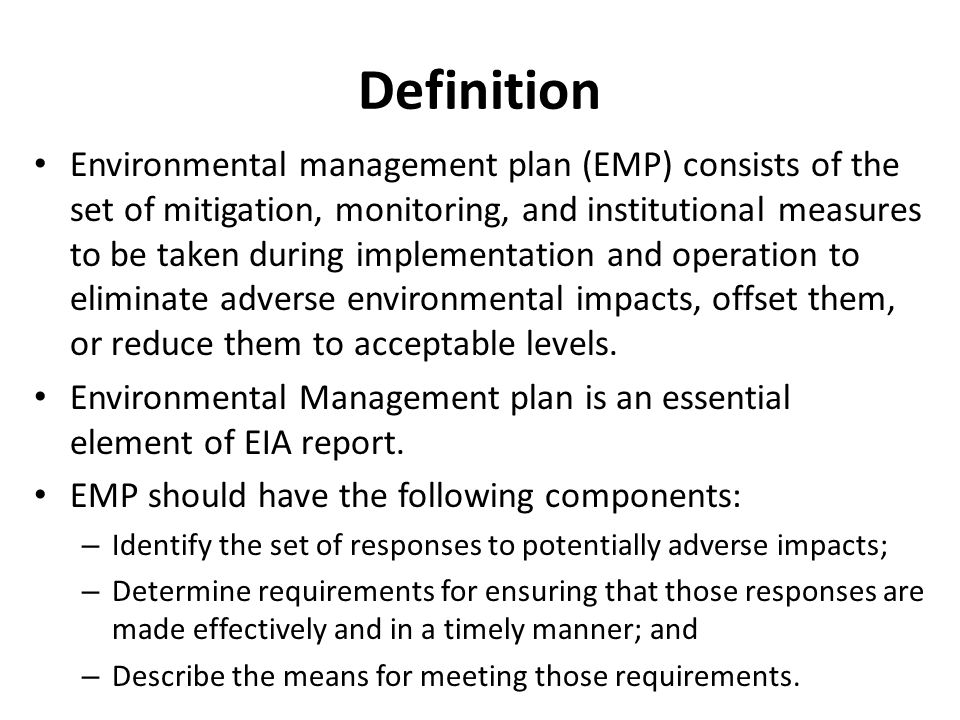 Definition
• Environmental management plan (EMP) consists of the
set of mitigation, monitoring, and institutional measures
to be taken during implementation and operation to
eliminate adverse environmental impacts, offset them,
or reduce them to acceptable levels.
• Environmental Management plan is an essential
element of EIA report.
• EMP should have the following components:
– Identify the set of responses to potentially adverse impacts;
– Determine requirements for ensuring that those responses are
made effectively and in a timely manner; and
– Describe the means for meeting those requirements.